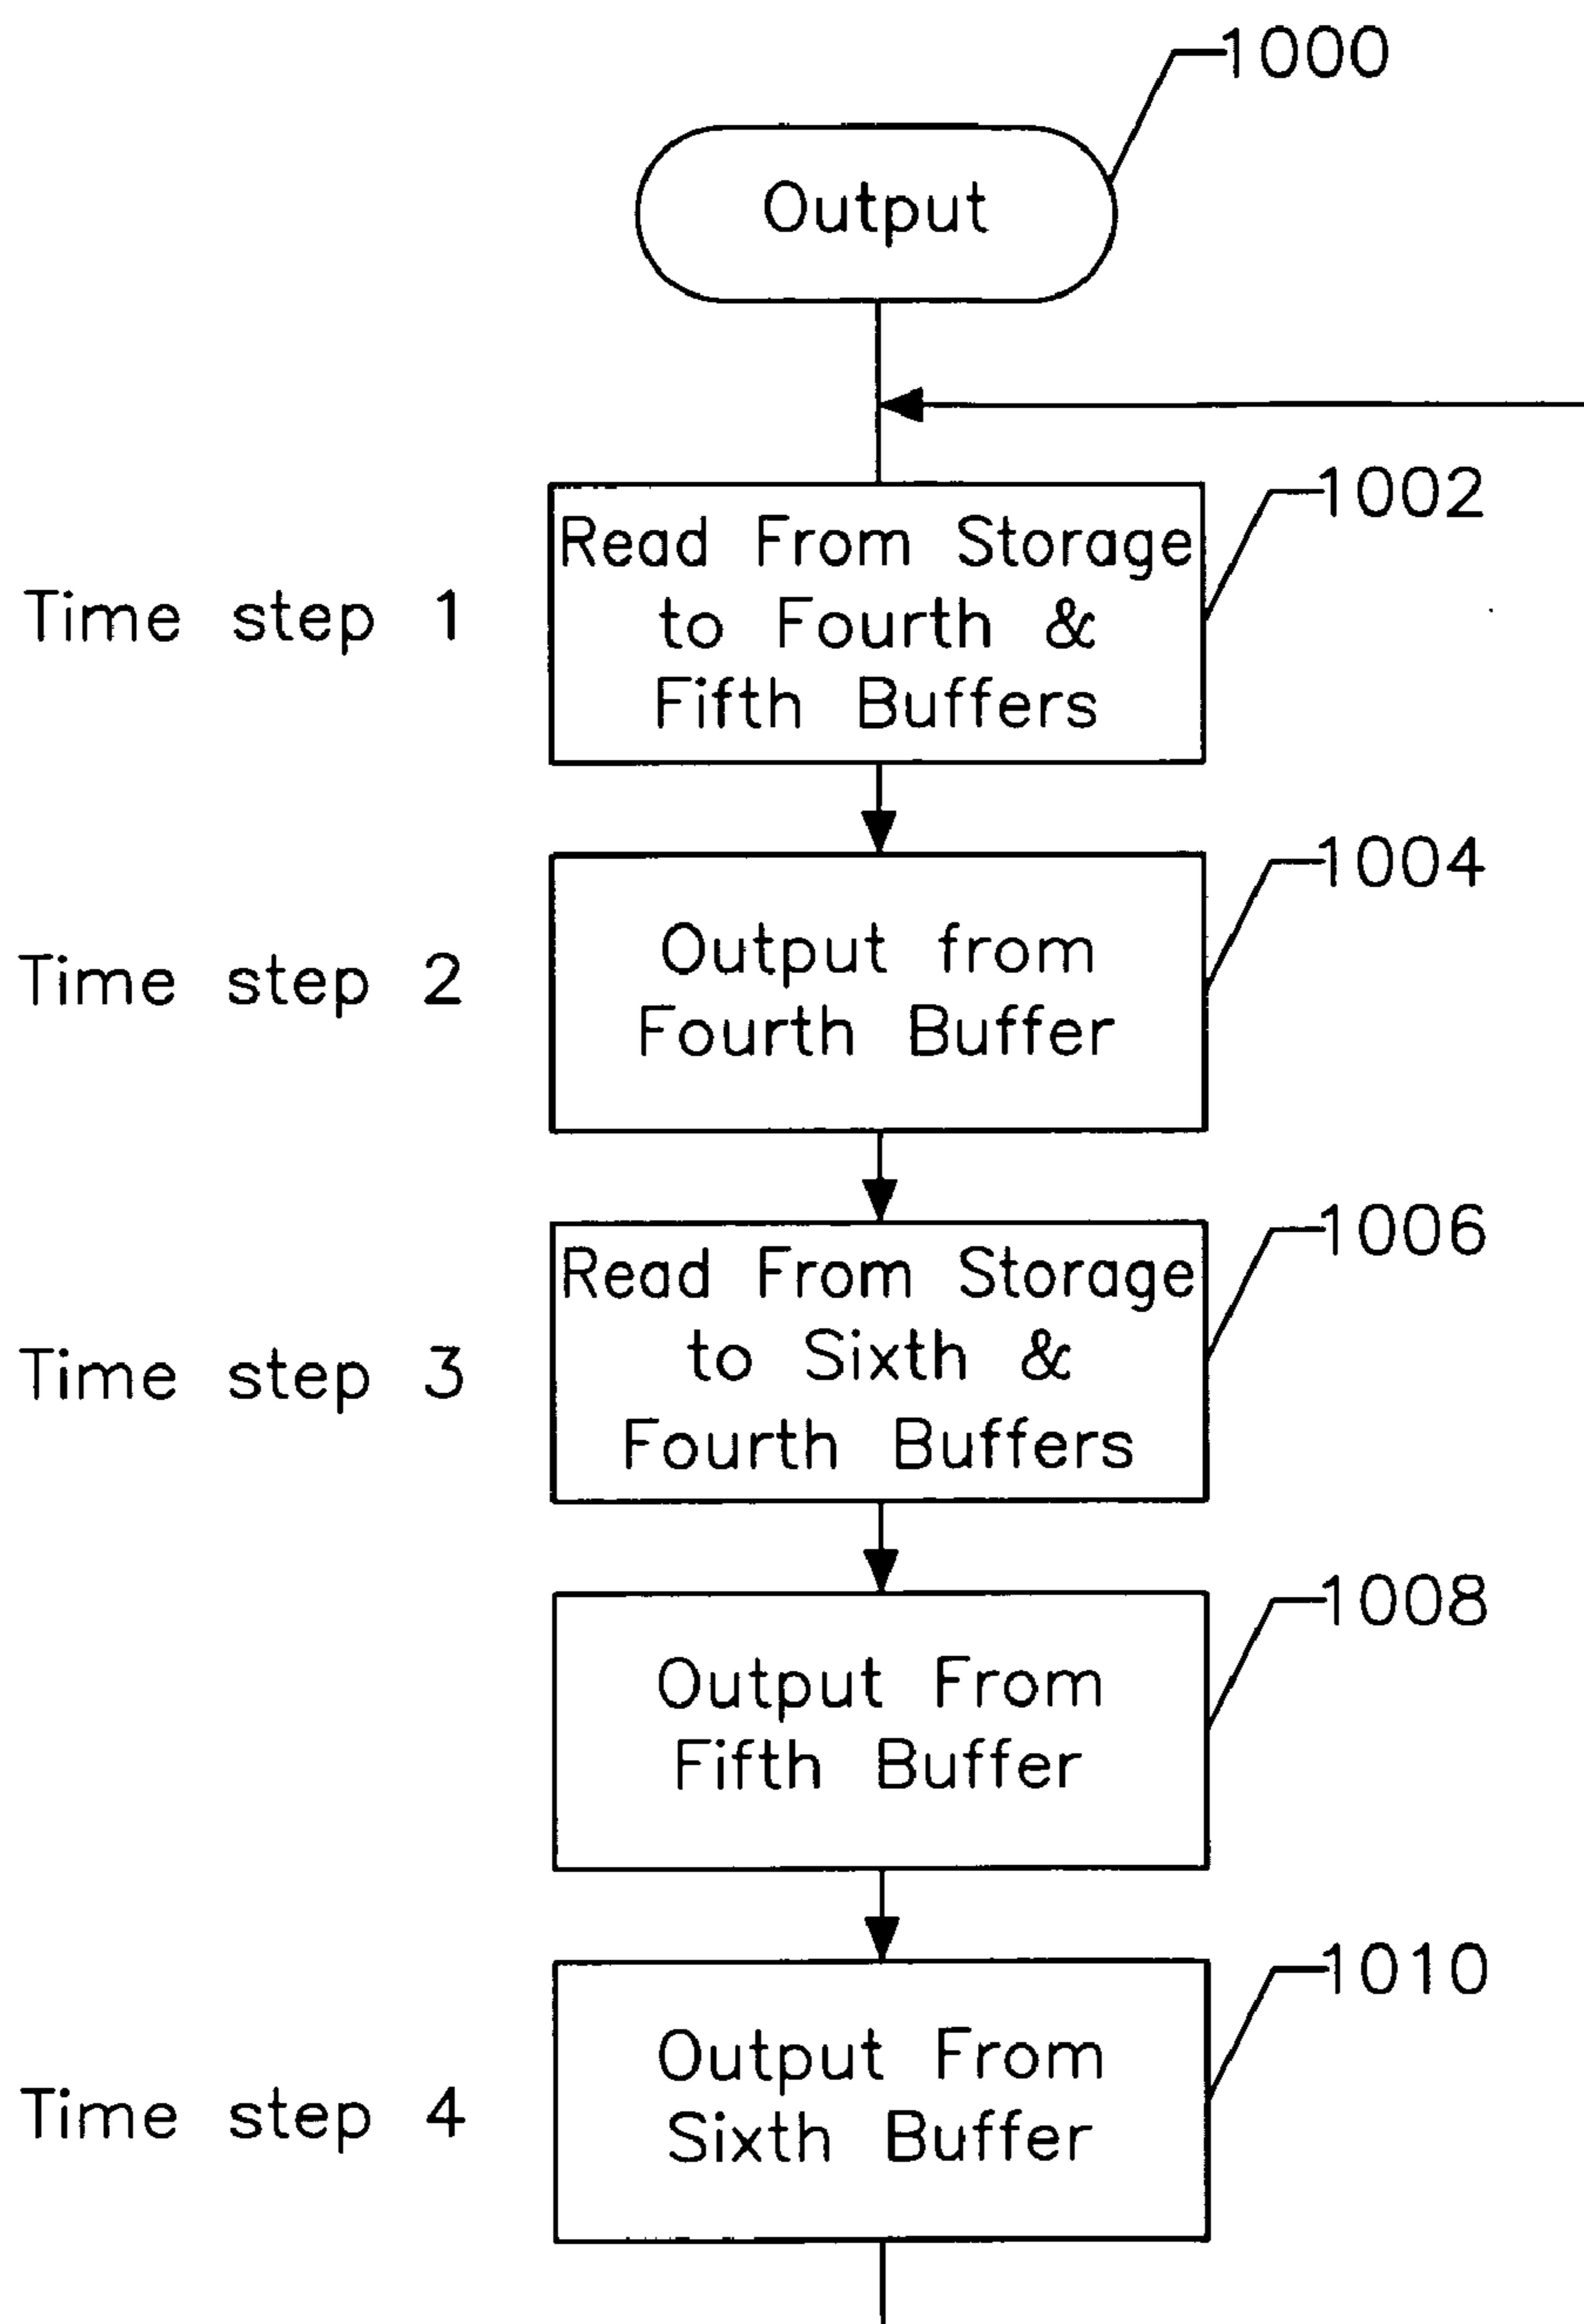 1000
Output
1002
Read From Storage
to Fourth &
Fifth Buffers
Time step 1
1004
Output from
Fourth Buffer
Time step 2
1006
Read From Storage
to Sixth &
Fourth Buffers
Time step 3
1008
Output From
Fifth Buffer
1010
Output From
Sixth Buffer
Time step 4